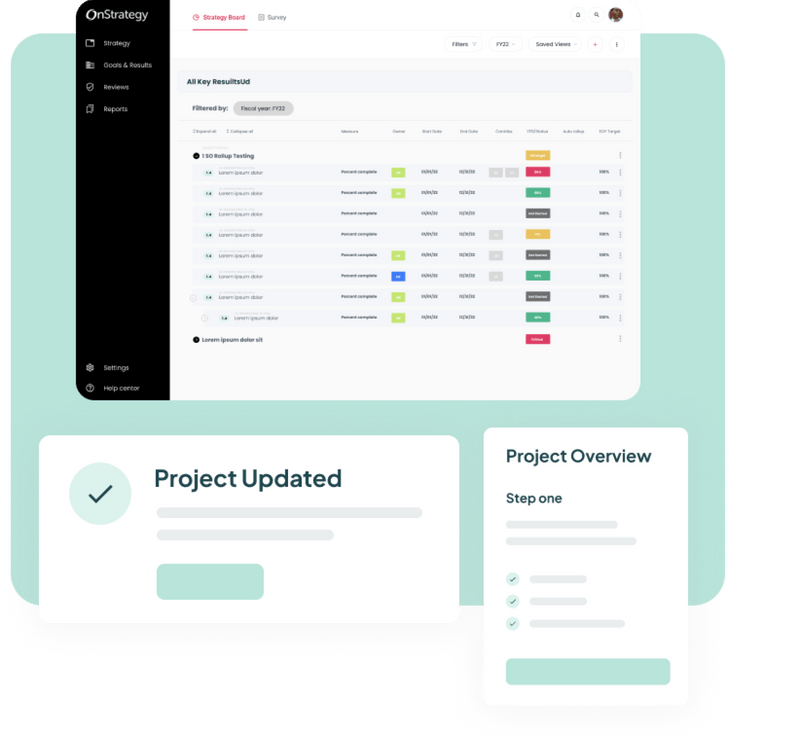 OnStrategy
Strategy Board
Survey
Strategy
Goals & Results
Reviews
Reports
Filters
FY22
Saved Views
+
All Key ResuiltsUd
Filtered by:
Fiscal year: FY22
Expand all
Collapse all
Measure
Owner
Start Date
End Date
YTD/Status
Auto rollup
EOY Target
1 SO Rollup Testing
1.4 Lorem ipsum dolor Percent complete 01/01/22 12/31/22 100%
1.4 Lorem ipsum dolor Percent complete 01/01/22 12/31/22 100%
1.4 Lorem ipsum dolor Percent complete 01/01/22 12/31/22 Not Started 100%
1.4 Lorem ipsum dolor Percent complete 01/01/22 12/31/22 100%
1.4 Lorem ipsum dolor Percent complete 01/01/22 12/31/22 Not Started 100%
1.4 Lorem ipsum dolor Percent complete 01/01/22 12/31/22 100%
1.4 Lorem ipsum dolor Percent complete 01/01/22 12/31/22 Not Started 100%
1.4 Lorem ipsum dolor Percent complete 01/01/22 12/31/22 100%
Lorem ipsum dolor sit
Settings
Help center
Project Updated
Project Overview
Step one